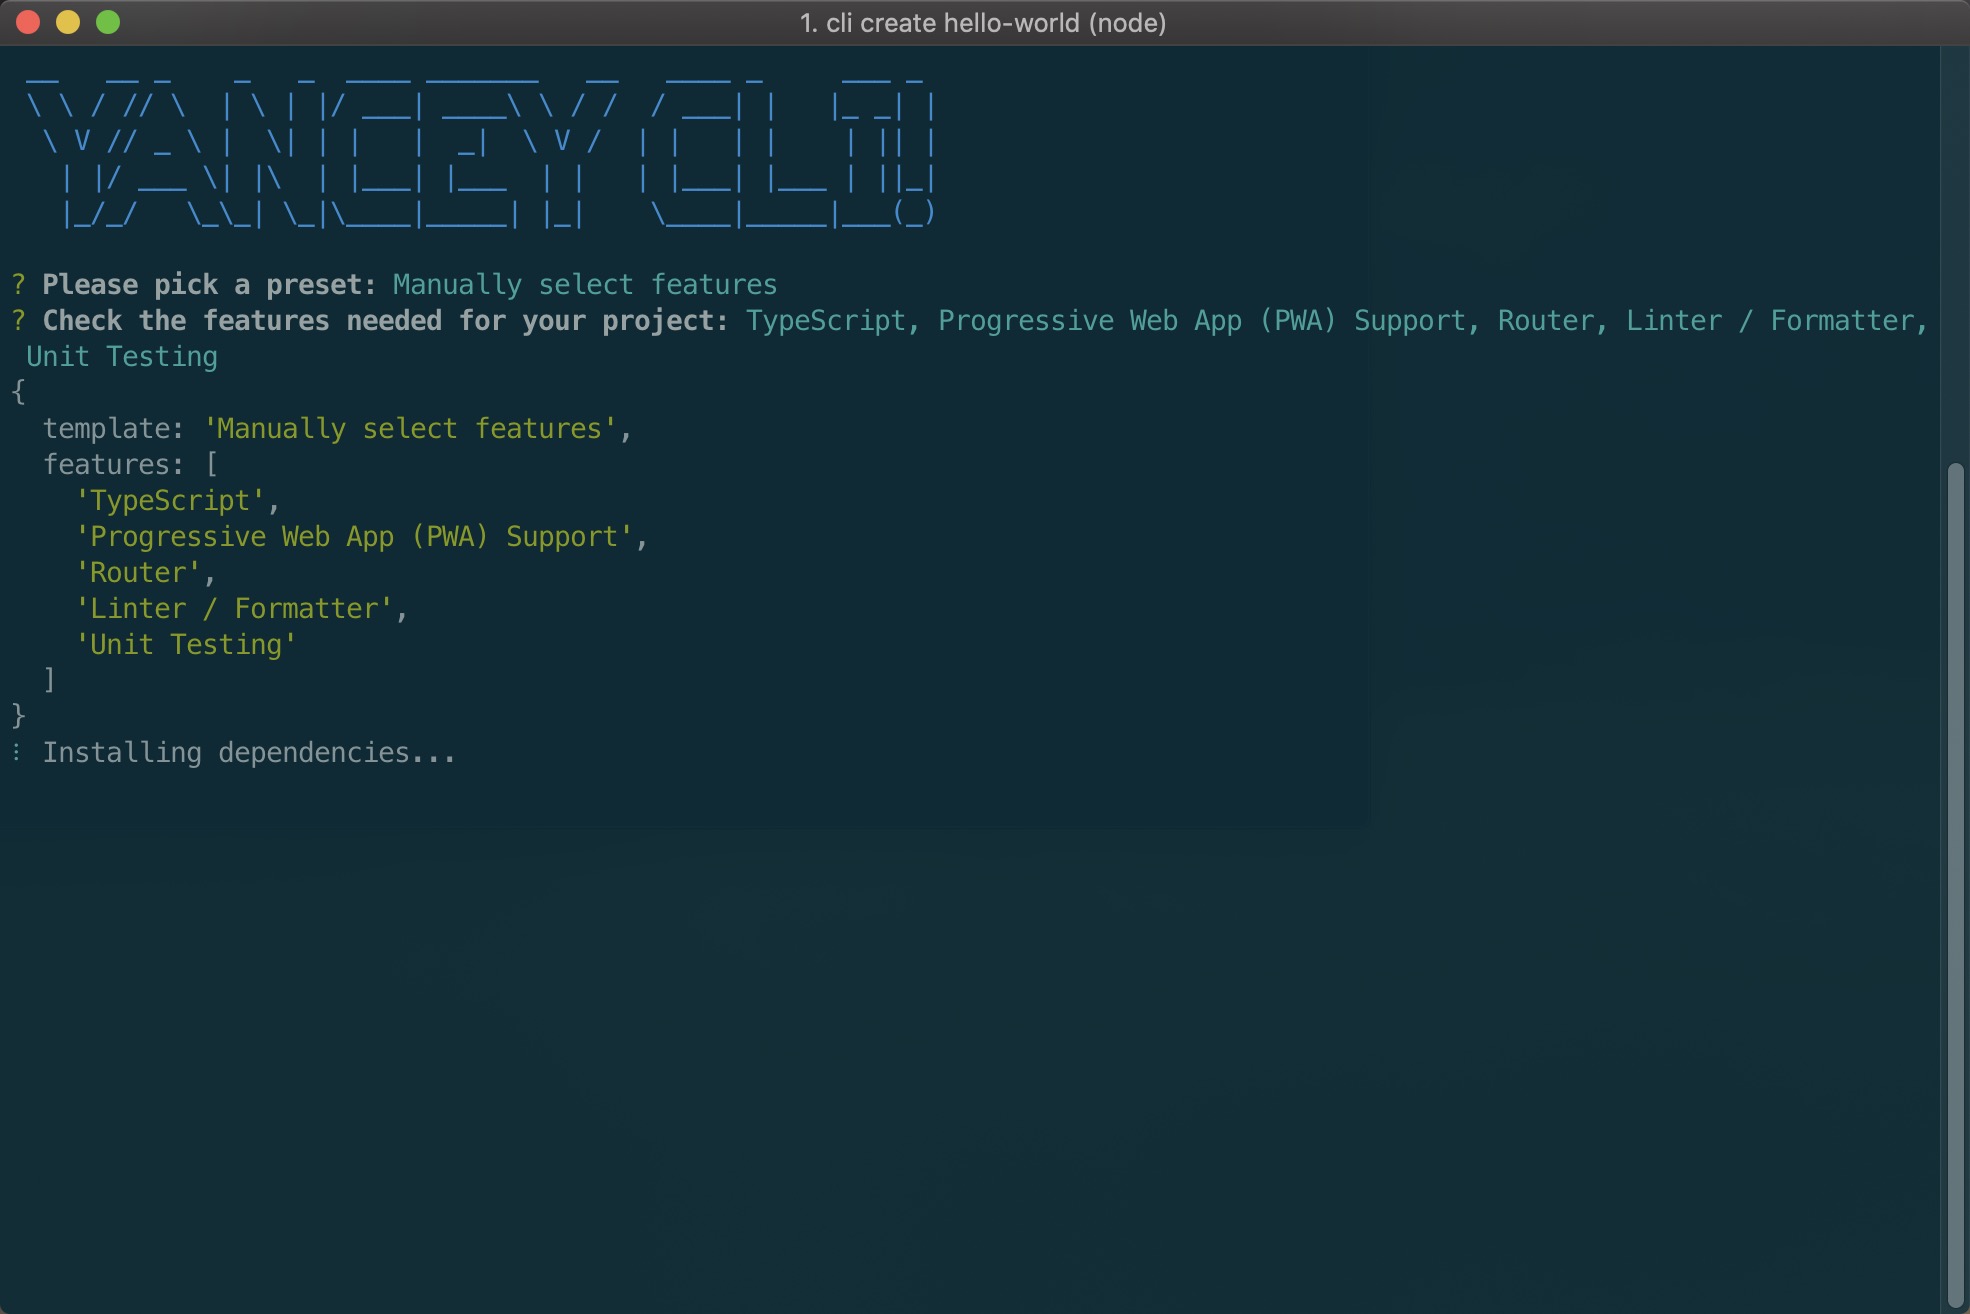 1. cli create hello-world (node)
YANCEY CLI!
? Please pick a preset: Manually select features
? Check the features needed for your project: TypeScript, Progressive Web App (PWA) Support, Router, Linter / Formatter,
Unit Testing
{
template: 'Manually select features',
features: [
'TypeScript',
'Progressive Web App (PWA) Support',
'Router',
'Linter / Formatter',
'Unit Testing'
]
}
⋮ Installing dependencies...